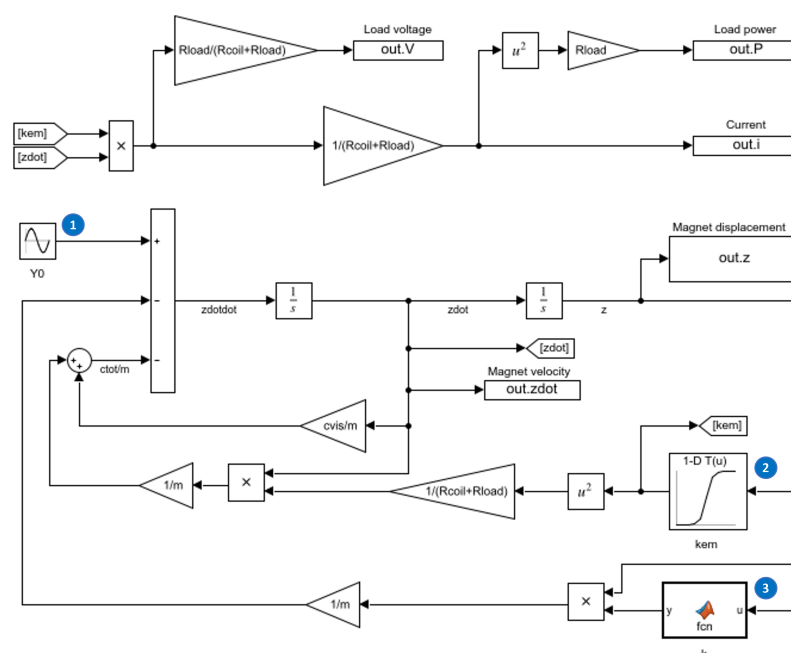 Load voltage
Rload/(Rcoil+Rload)
out.V
Load power
u²
Rload
out.P
[kem]
[zdot]
×
1/(Rcoil+Rload)
Current
out.i
1
Y0
+
−
−
zdotdot
1
s
zdot
1
s
z
Magnet displacement
out.z
+
+
ctot/m
[zdot]
Magnet velocity
out.zdot
cvis/m
[kem]
1/m
×
1/(Rcoil+Rload)
u²
1-D T(u)
2
kem
1/m
×
y
fcn
u
3